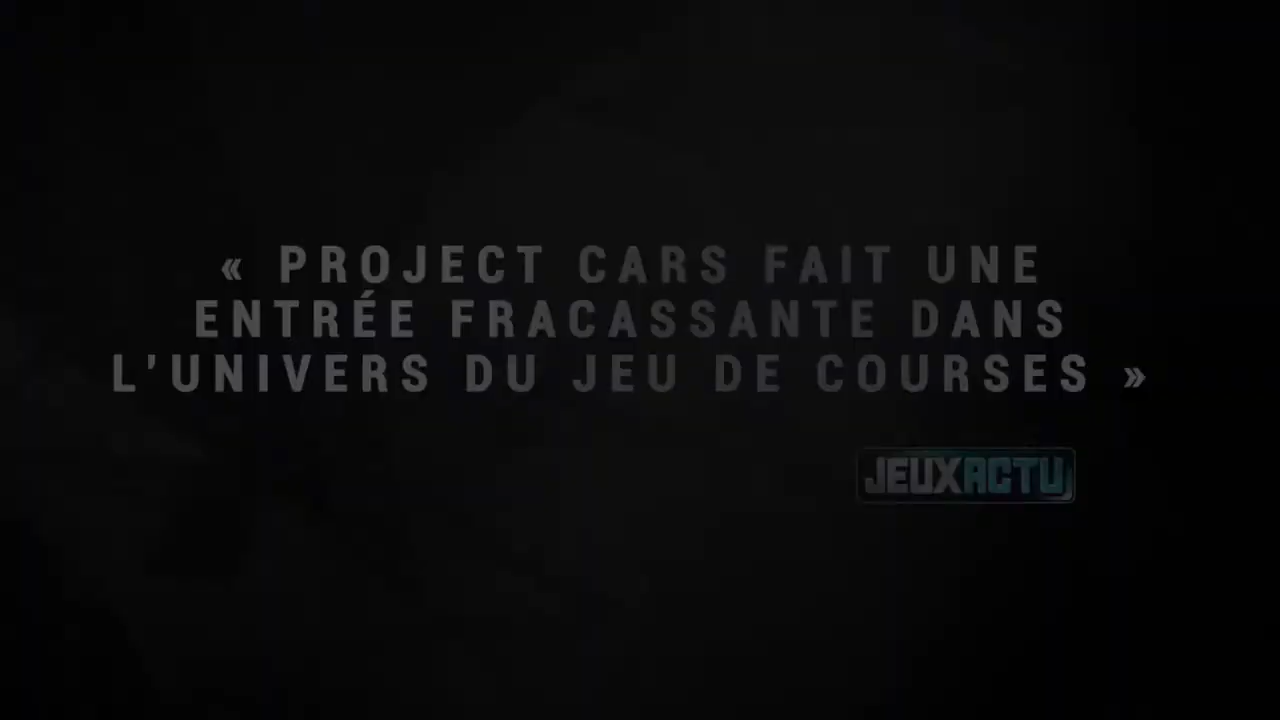 « PROJECT CARS FAIT UNE
ENTRÉE FRACASSANTE DANS
L'UNIVERS DU JEU DE COURSES »
JEUXACTU